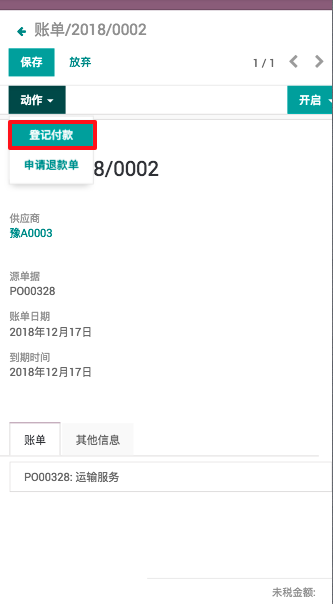 账单/2018/0002
保存 放弃 1 / 1
动作 开启
登记付款
申请退款单
8/0002
供应商
豫A0003
源单据
PO00328
账单日期
2018年12月17日
到期时间
2018年12月17日
账单 其他信息
PO00328: 运输服务
未税金额: